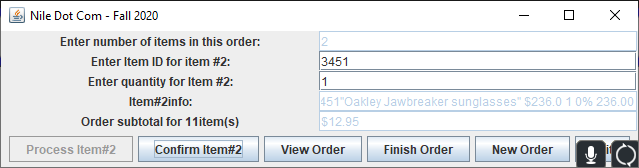 Nile Dot Com - Fall 2020
Enter number of items in this order: 2
Enter Item ID for item #2: 3451
Enter quantity for Item #2: 1
Item#2info: 451"Oakley Jawbreaker sunglasses" $236.0 1 0% 236.00
Order subtotal for 11item(s) $12.95
Process Item#2 Confirm Item#2 View Order Finish Order New Order